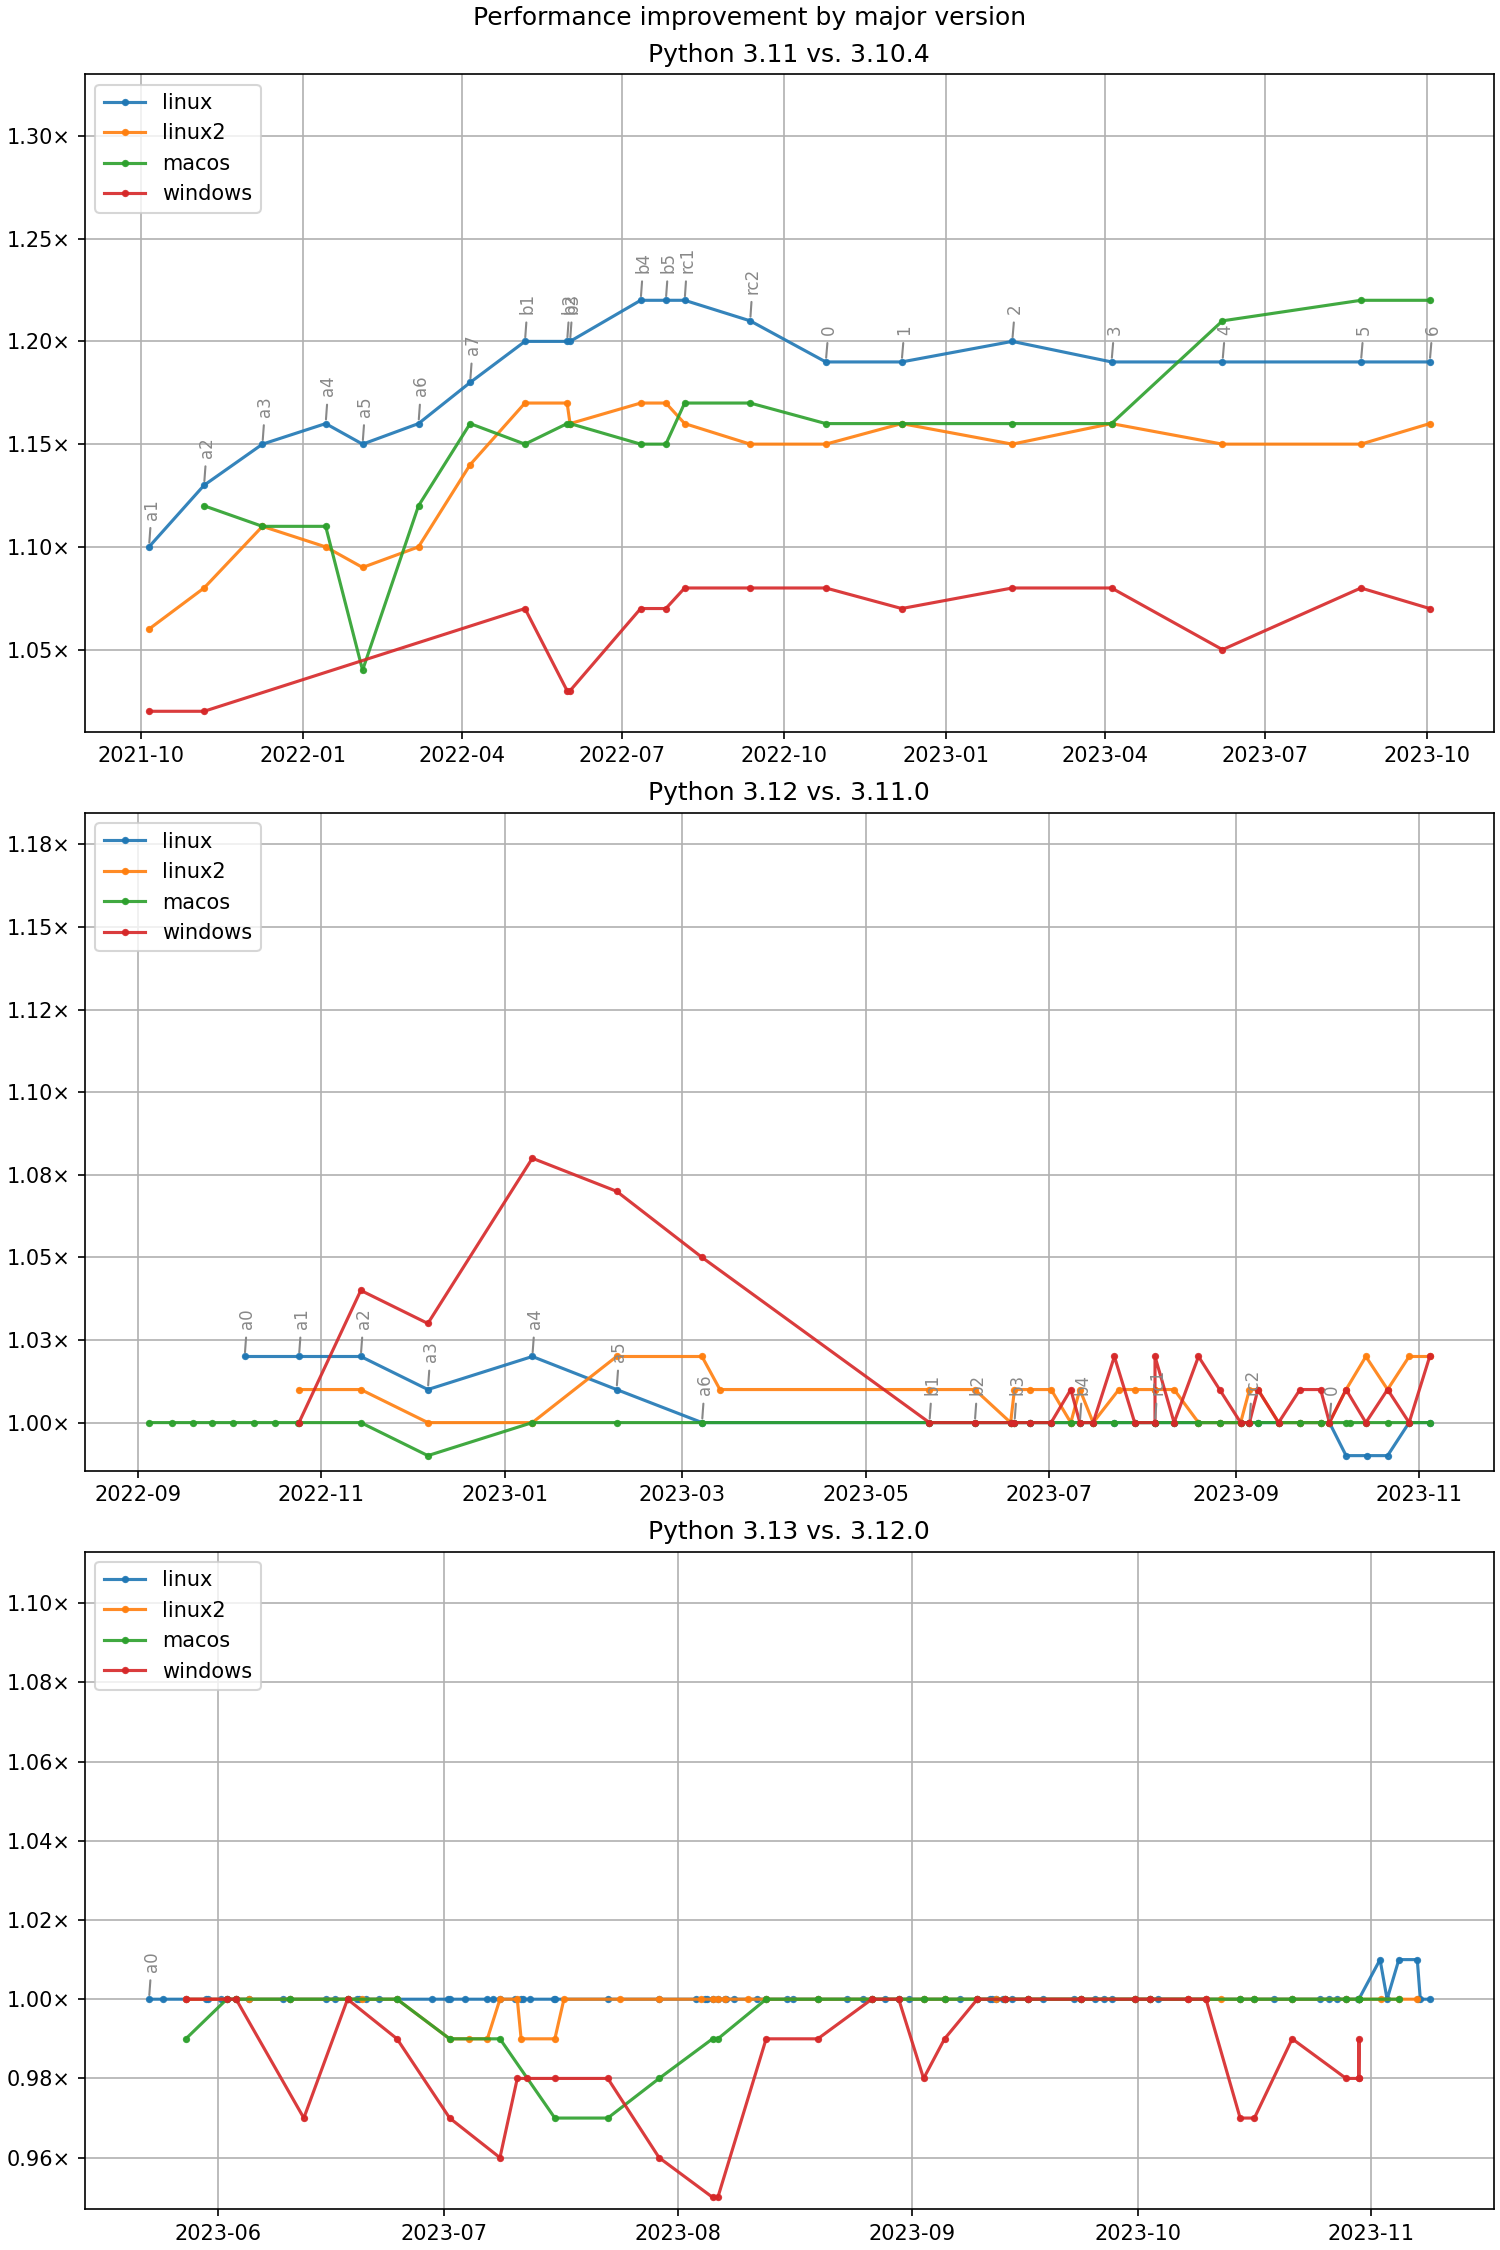 Performance improvement by major version
Python 3.11 vs. 3.10.4
linux
linux2
macos
windows
1.30×
1.25×
1.20×
1.15×
1.10×
1.05×
a1
a2
a3
a4
a5
a6
a7
b1
b4
b5
rc1
rc2
0
1
2
3
4
5
6
2021-10 2022-01 2022-04 2022-07 2022-10 2023-01 2023-04 2023-07 2023-10
Python 3.12 vs. 3.11.0
linux
linux2
macos
windows
1.18×
1.15×
1.12×
1.10×
1.08×
1.05×
1.03×
1.00×
a0
a1
a2
a3
a4
a5
a6
b1
b2
b3
b4
rc2
0
2022-09 2022-11 2023-01 2023-03 2023-05 2023-07 2023-09 2023-11
Python 3.13 vs. 3.12.0
linux
linux2
macos
windows
1.10×
1.08×
1.06×
1.04×
1.02×
1.00×
0.98×
0.96×
a0
2023-06 2023-07 2023-08 2023-09 2023-10 2023-11